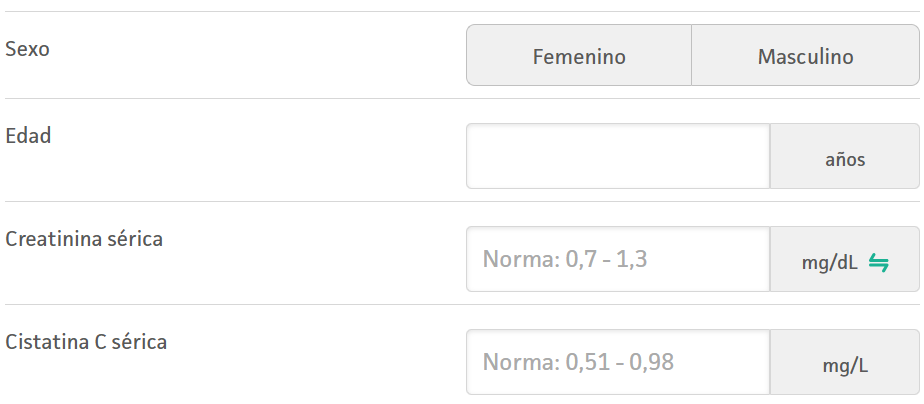 Sexo
Femenino
Masculino
Edad
años
Creatinina sérica
Norma: 0,7 - 1,3
mg/dL
Cistatina C sérica
Norma: 0,51 - 0,98
mg/L